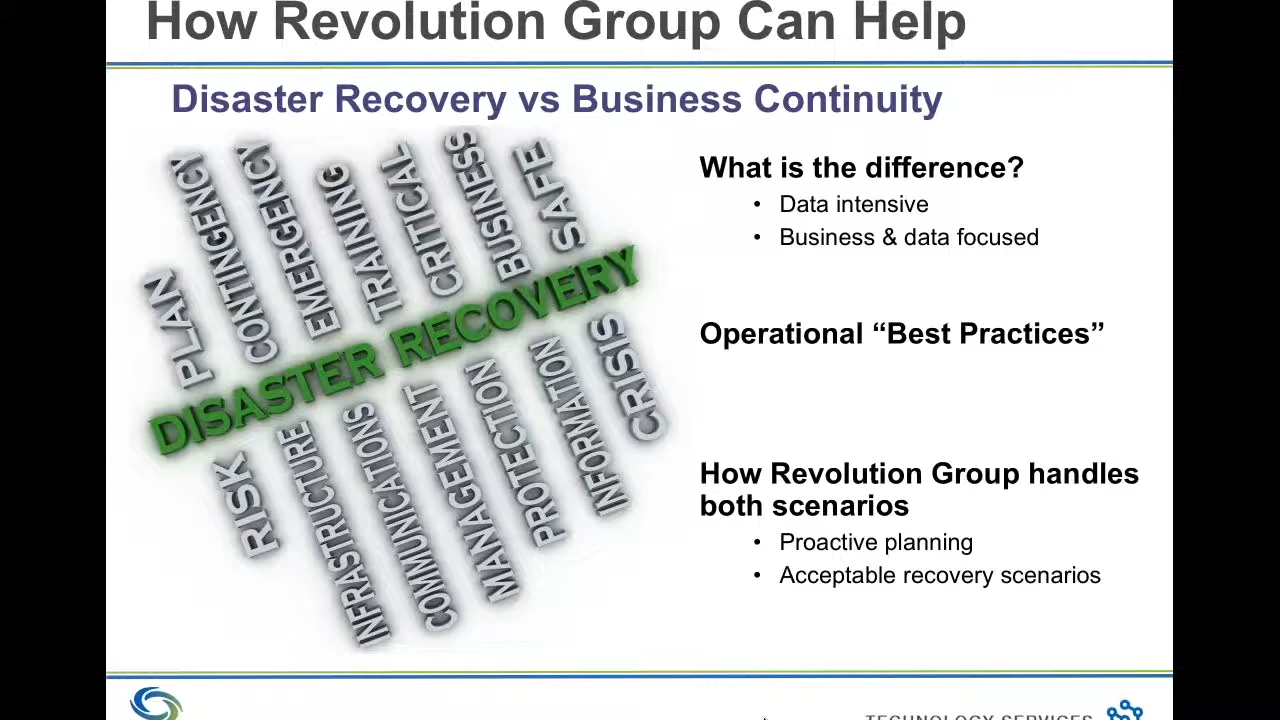 How Revolution Group Can Help
Disaster Recovery vs Business Continuity
PLAN
CONTINGENCY
EMERGENCY
TRAINING
CRITICAL
BUSINESS
SAFE
DISASTER RECOVERY
RISK
INFRASTRUCTURE
COMMUNICATIONS
MANAGEMENT
PROTECTION
INFORMATION
CRISIS
What is the difference?
• Data intensive
• Business & data focused
Operational “Best Practices”
How Revolution Group handles
both scenarios
• Proactive planning
• Acceptable recovery scenarios
TECHNOLOGY SERVICES